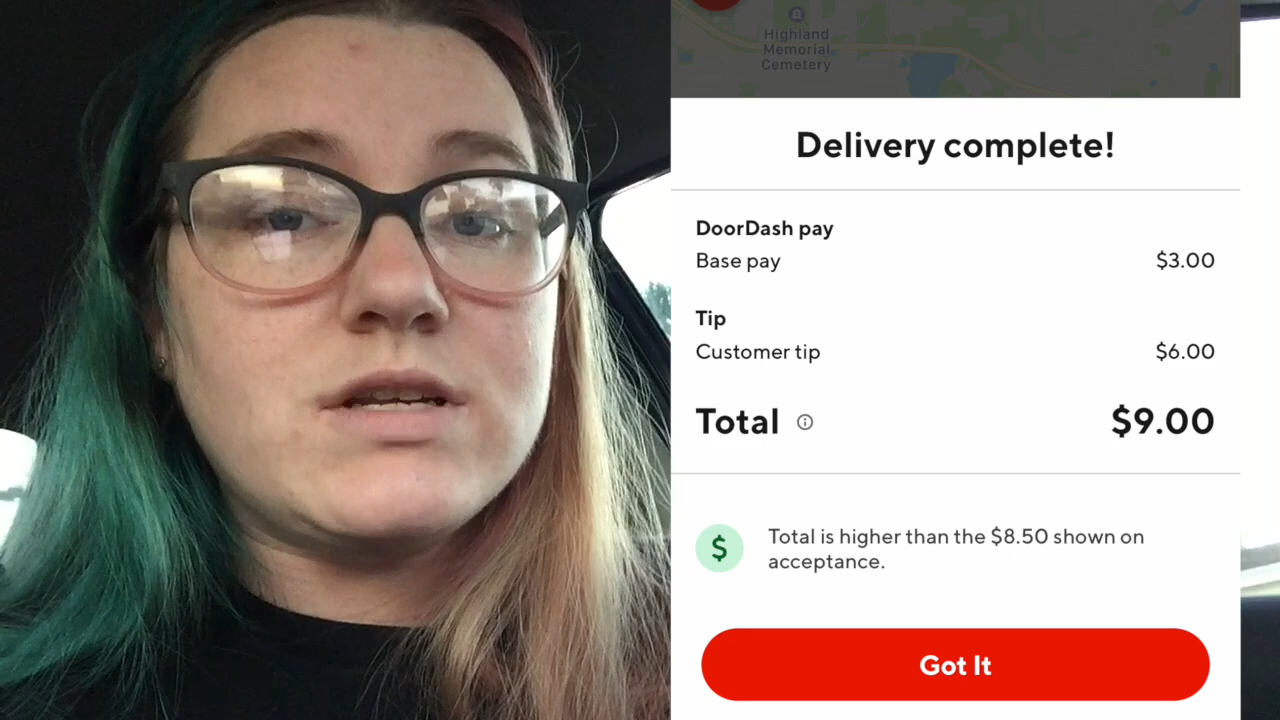 Highland
Memorial
Cemetery
Delivery complete!
DoorDash pay
Base pay $3.00
Tip
Customer tip $6.00
Total $9.00
$ Total is higher than the $8.50 shown on
acceptance.
Got It